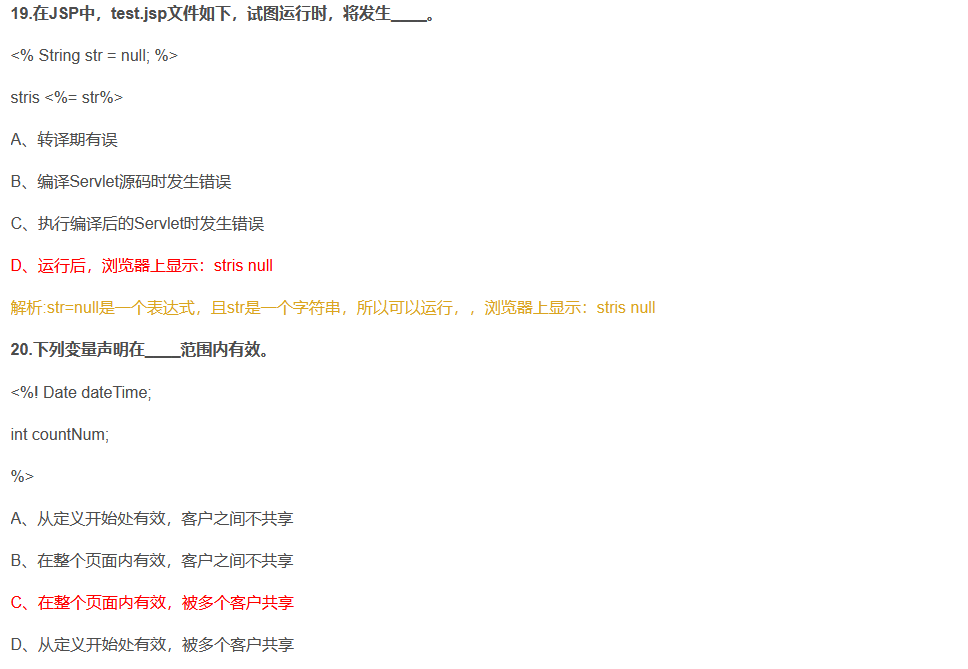 19.在JSP中，test.jsp文件如下，试图运行时，将发生____。
<% String str = null; %>
stris <%= str%>
A、转译期有误
B、编译Servlet源码时发生错误
C、执行编译后的Servlet时发生错误
D、运行后，浏览器上显示：stris null
解析:str=null是一个表达式，且str是一个字符串，所以可以运行，，浏览器上显示：stris null
20.下列变量声明在____范围内有效。
<%! Date dateTime;
int countNum;
%>
A、从定义开始处有效，客户之间不共享
B、在整个页面内有效，客户之间不共享
C、在整个页面内有效，被多个客户共享
D、从定义开始处有效，被多个客户共享